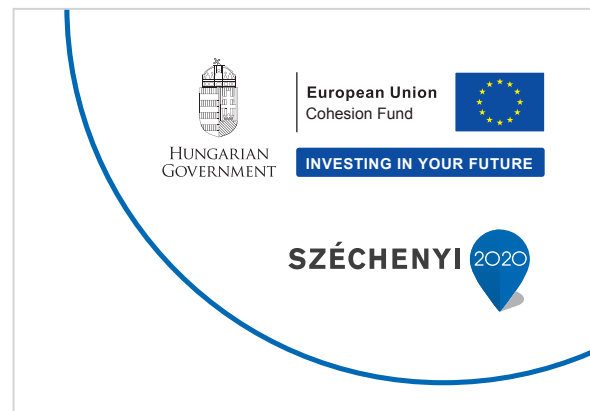 European Union
Cohesion Fund
HUNGARIAN
GOVERNMENT
INVESTING IN YOUR FUTURE
SZÉCHENYI 2020